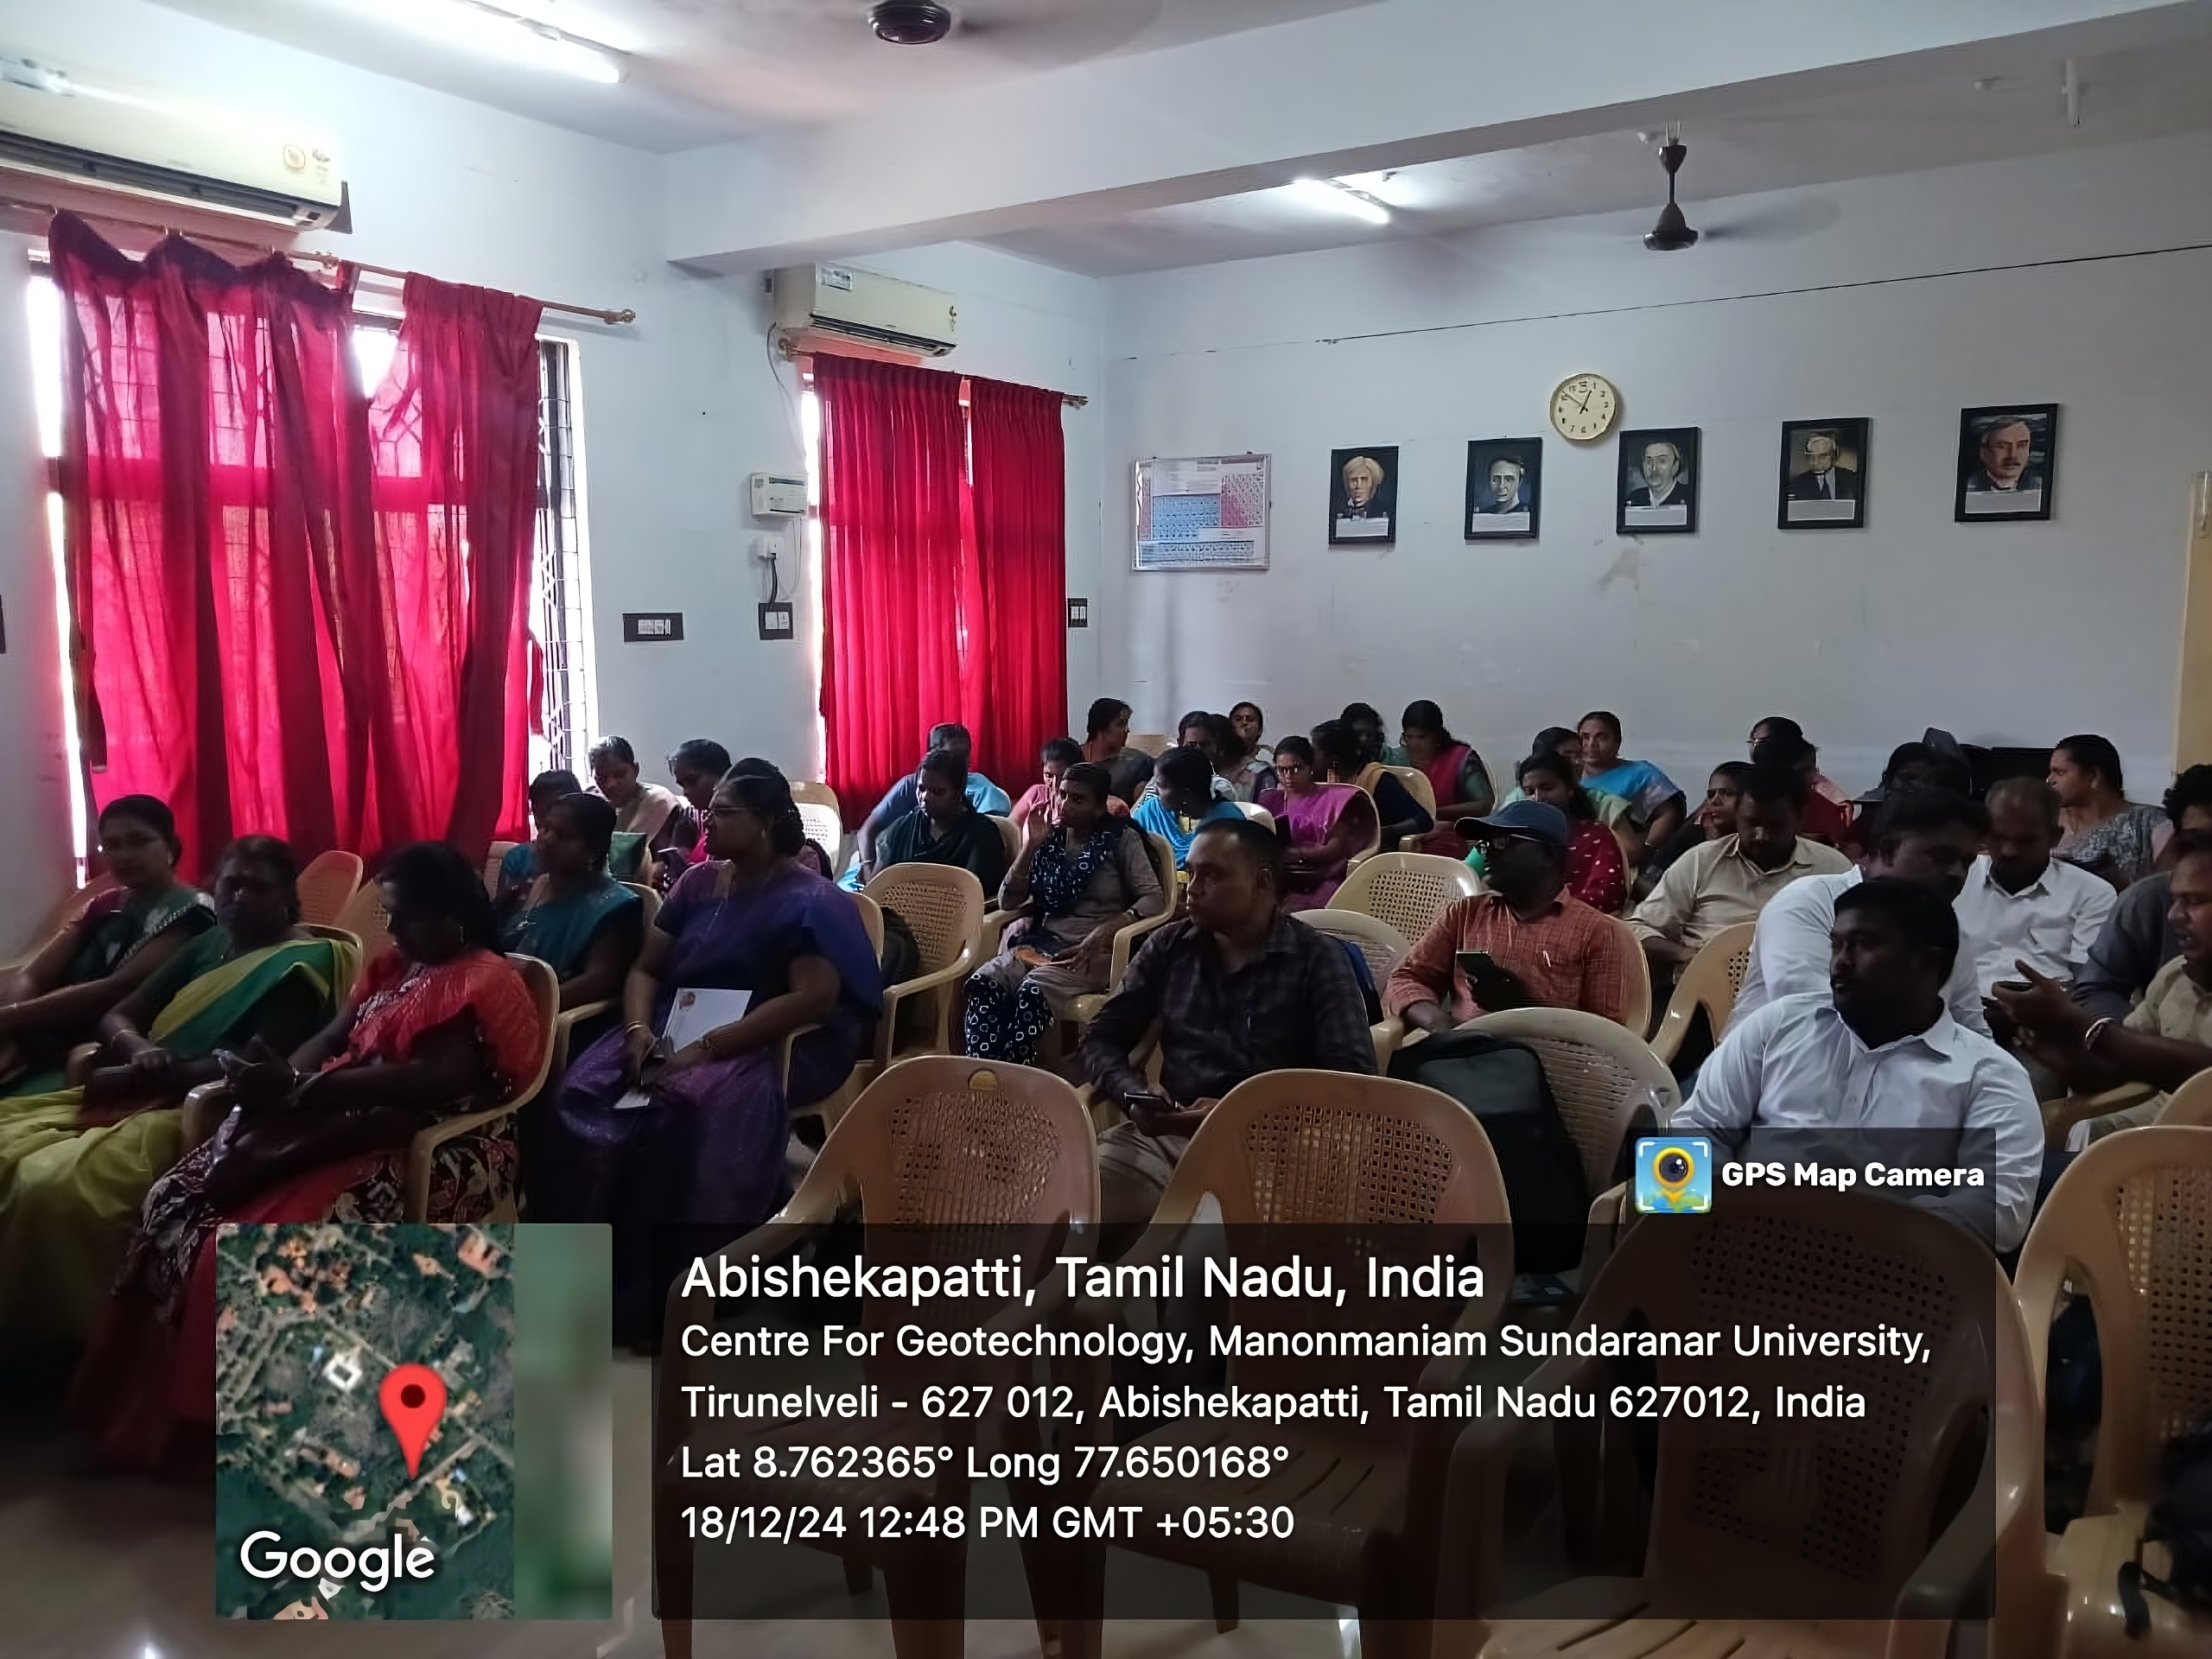 GPS Map Camera
Abishekapatti, Tamil Nadu, India
Centre For Geotechnology, Manonmaniam Sundaranar University,
Tirunelveli - 627 012, Abishekapatti, Tamil Nadu 627012, India
Lat 8.762365° Long 77.650168°
18/12/24 12:48 PM GMT +05:30
Google